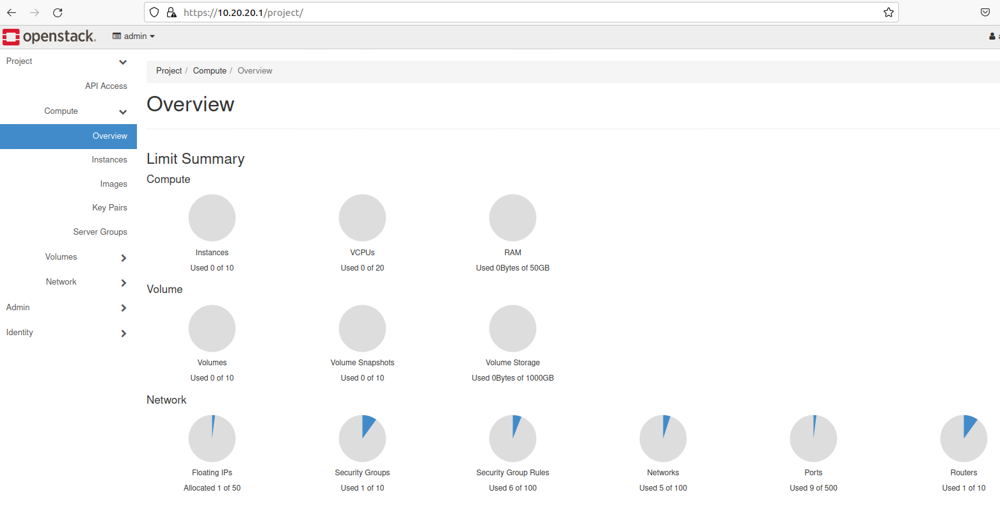 https://10.20.20.1/project/
openstack. admin
Project
API Access
Compute
Overview
Instances
Images
Key Pairs
Server Groups
Volumes
Network
Admin
Identity
Project / Compute / Overview
Overview
Limit Summary
Compute
Instances VCPUs RAM
Used 0 of 10 Used 0 of 20 Used 0Bytes of 50GB
Volume
Volumes Volume Snapshots Volume Storage
Used 0 of 10 Used 0 of 10 Used 0Bytes of 1000GB
Network
Floating IPs Security Groups Security Group Rules Networks Ports Routers
Allocated 1 of 50 Used 1 of 10 Used 6 of 100 Used 5 of 100 Used 9 of 500 Used 1 of 10